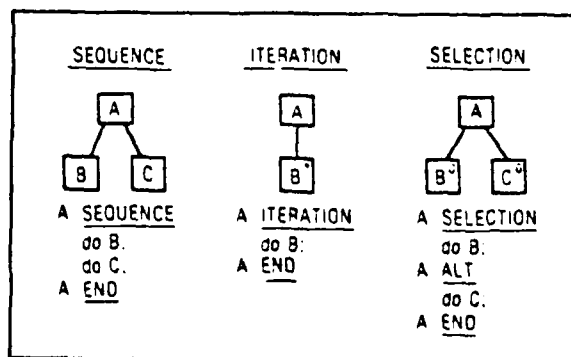 SEQUENCE
A
B C
A SEQUENCE
do B.
do C.
A END
ITERATION
A
B*
A ITERATION
do B:
A END
SELECTION
A
B° C°
A SELECTION
do B:
A ALT
do C.
A END